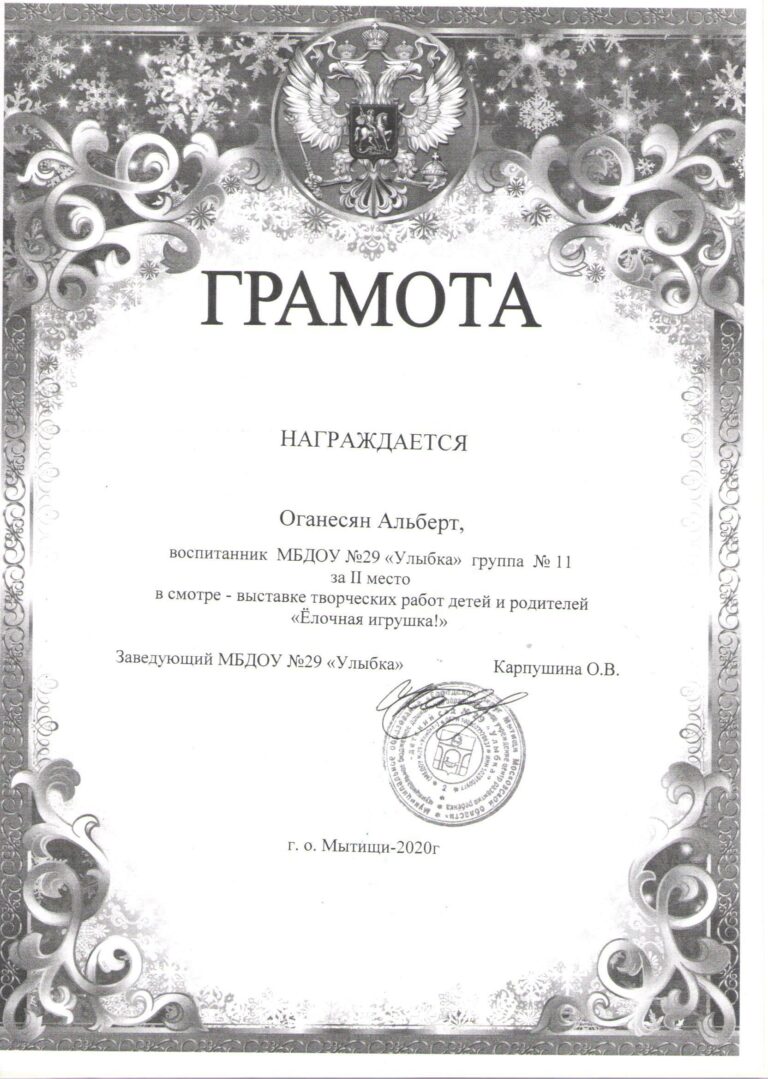 ГРАМОТА
НАГРАЖДАЕТСЯ
Оганесян Альберт,
воспитанник МБДОУ №29 «Улыбка» группа № 11
за II место
в смотре - выставке творческих работ детей и родителей
«Ёлочная игрушка!»
Заведующий МБДОУ №29 «Улыбка» Карпушина О.В.
г. о. Мытищи-2020г